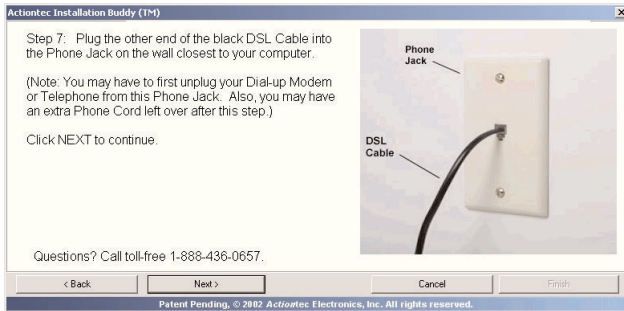 Actiontec Installation Buddy (TM)
Step 7: Plug the other end of the black DSL Cable into
the Phone Jack on the wall closest to your computer.
(Note: You may have to first unplug your Dial-up Modem
or Telephone from this Phone Jack. Also, you may have
an extra Phone Cord left over after this step.)
Click NEXT to continue.
Phone
Jack
DSL
Cable
Questions? Call toll-free 1-888-436-0657.
< Back
Next >
Cancel
Finish
Patent Pending, © 2002 Actiontec Electronics, Inc. All rights reserved.